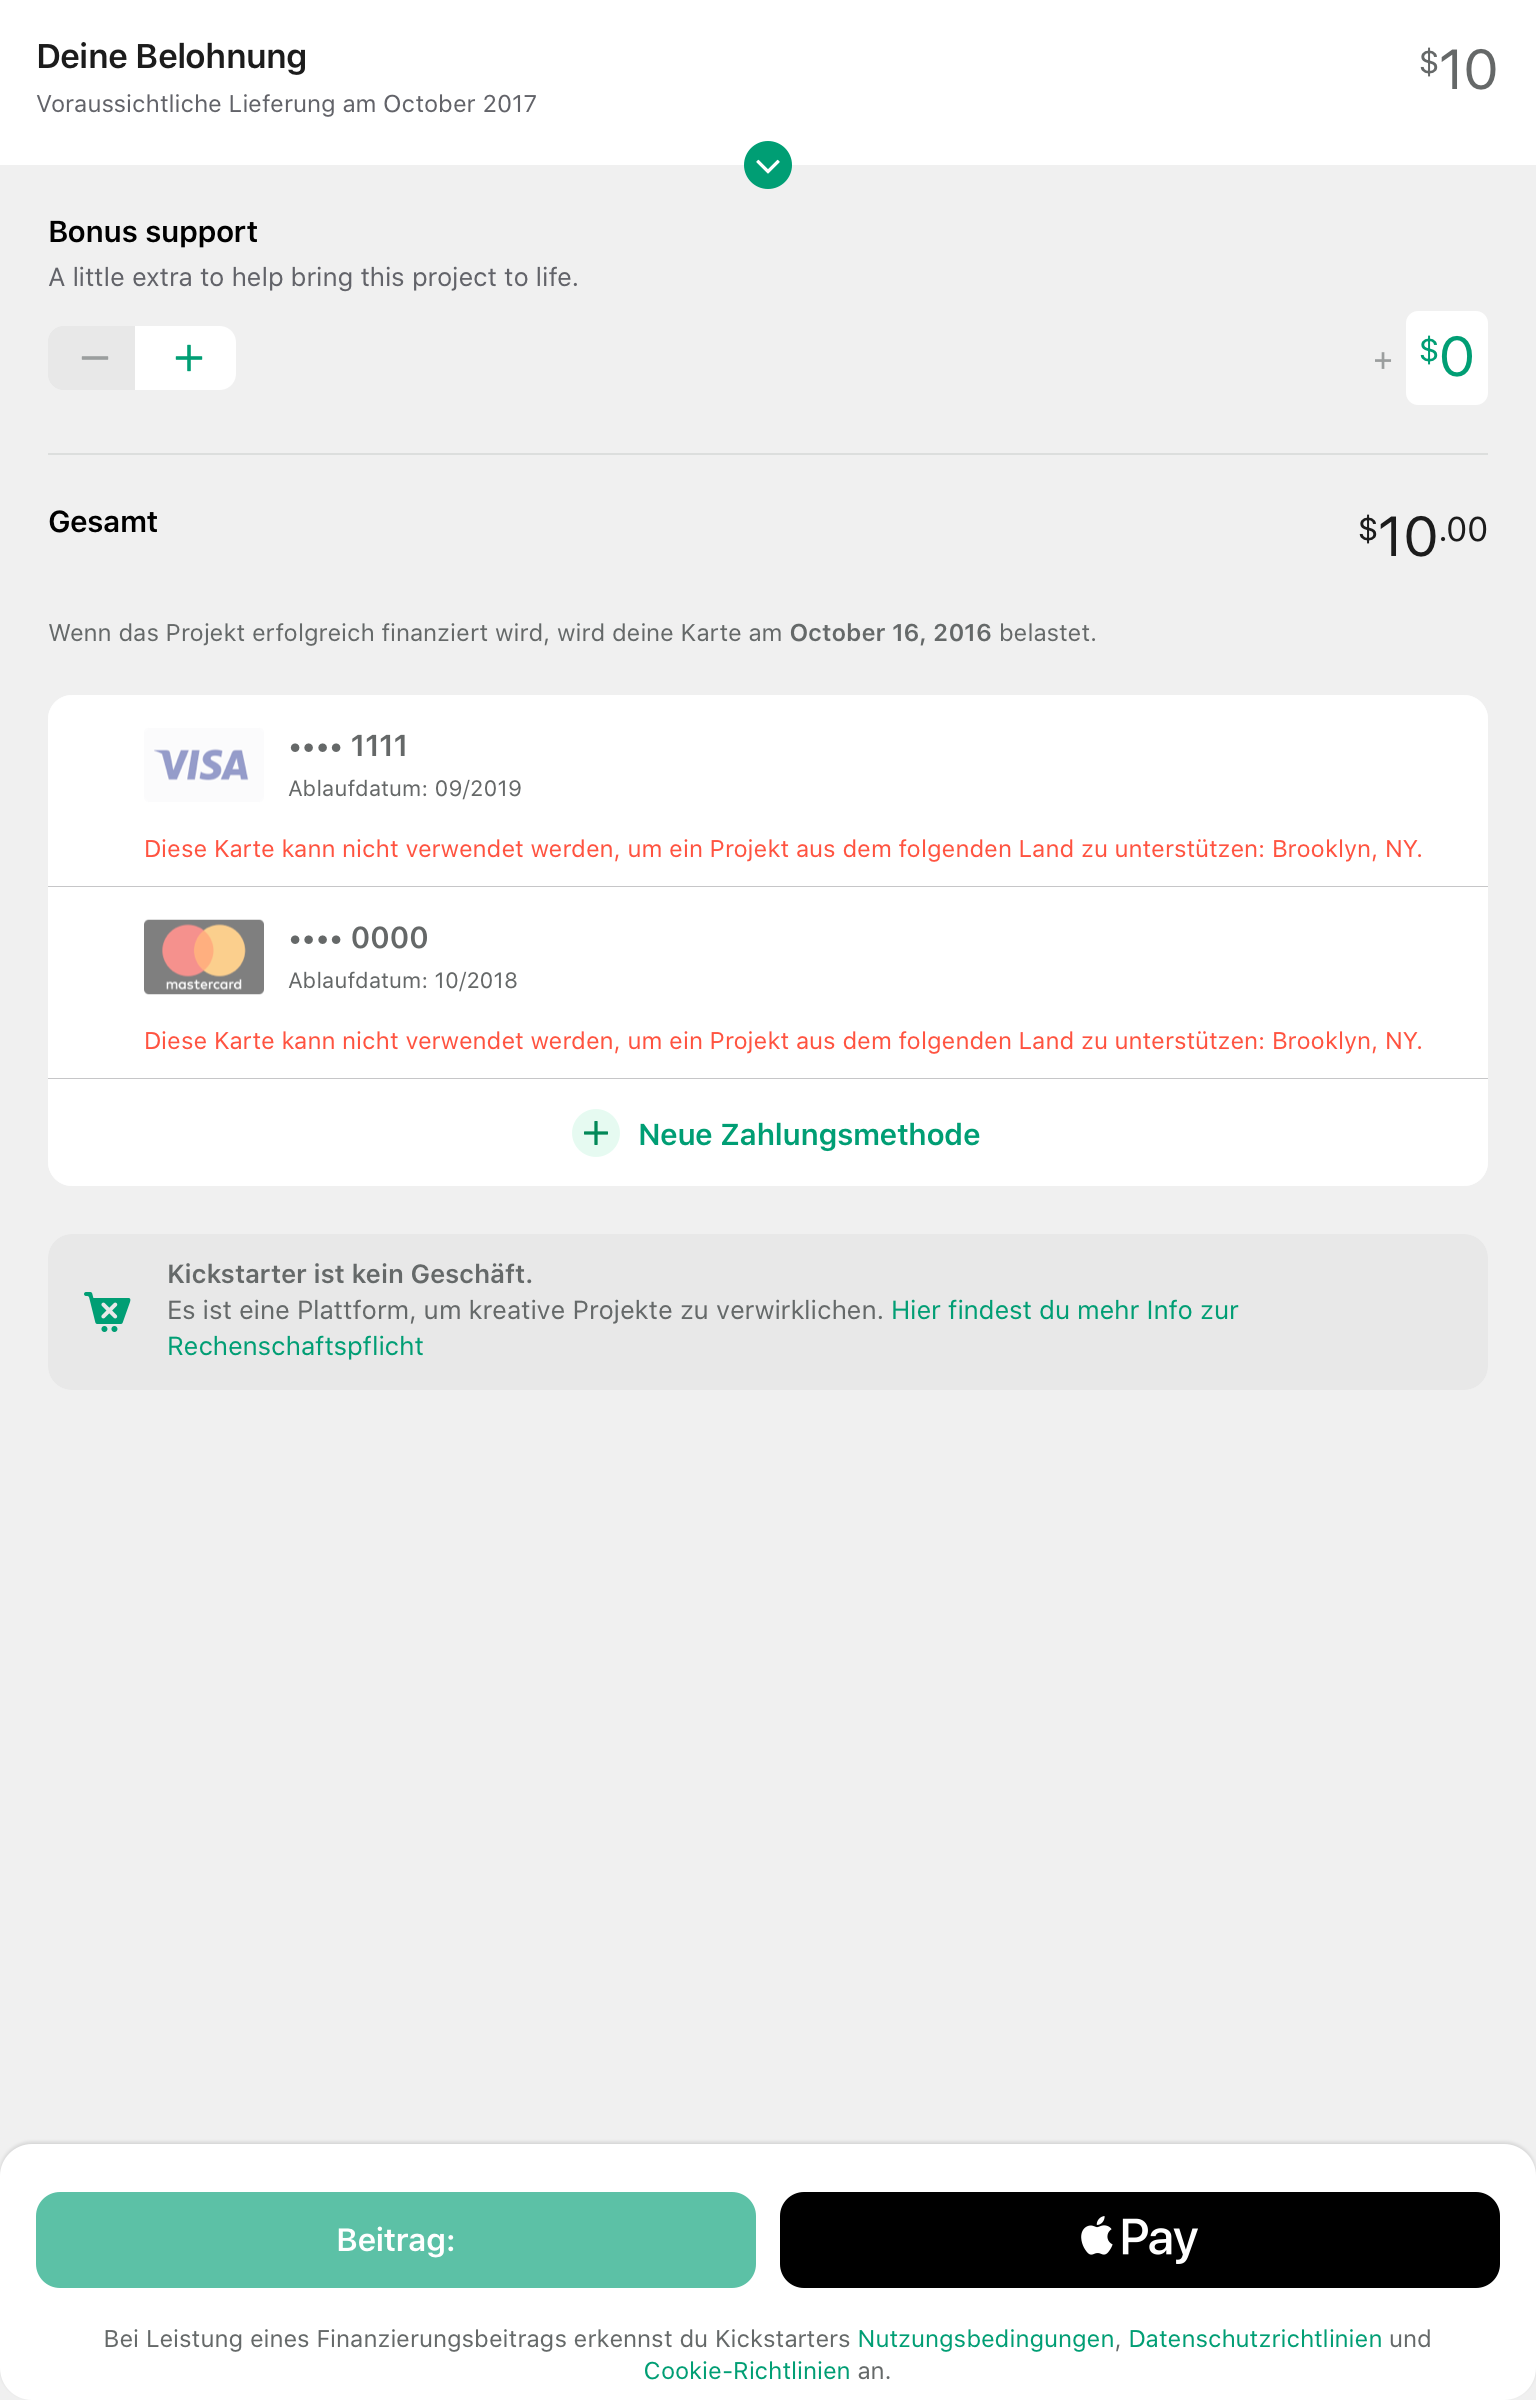 Deine Belohnung
$10
Voraussichtliche Lieferung am October 2017
Bonus support
A little extra to help bring this project to life.
+ $0
Gesamt
$10.00
Wenn das Projekt erfolgreich finanziert wird, wird deine Karte am October 16, 2016 belastet.
VISA
•••• 1111
Ablaufdatum: 09/2019
Diese Karte kann nicht verwendet werden, um ein Projekt aus dem folgenden Land zu unterstützen: Brooklyn, NY.
•••• 0000
mastercard
Ablaufdatum: 10/2018
Diese Karte kann nicht verwendet werden, um ein Projekt aus dem folgenden Land zu unterstützen: Brooklyn, NY.
Neue Zahlungsmethode
Kickstarter ist kein Geschäft.
Es ist eine Plattform, um kreative Projekte zu verwirklichen. Hier findest du mehr Info zur
Rechenschaftspflicht
Beitrag:
Pay
Bei Leistung eines Finanzierungsbeitrags erkennst du Kickstarters Nutzungsbedingungen, Datenschutzrichtlinien und
Cookie-Richtlinien an.